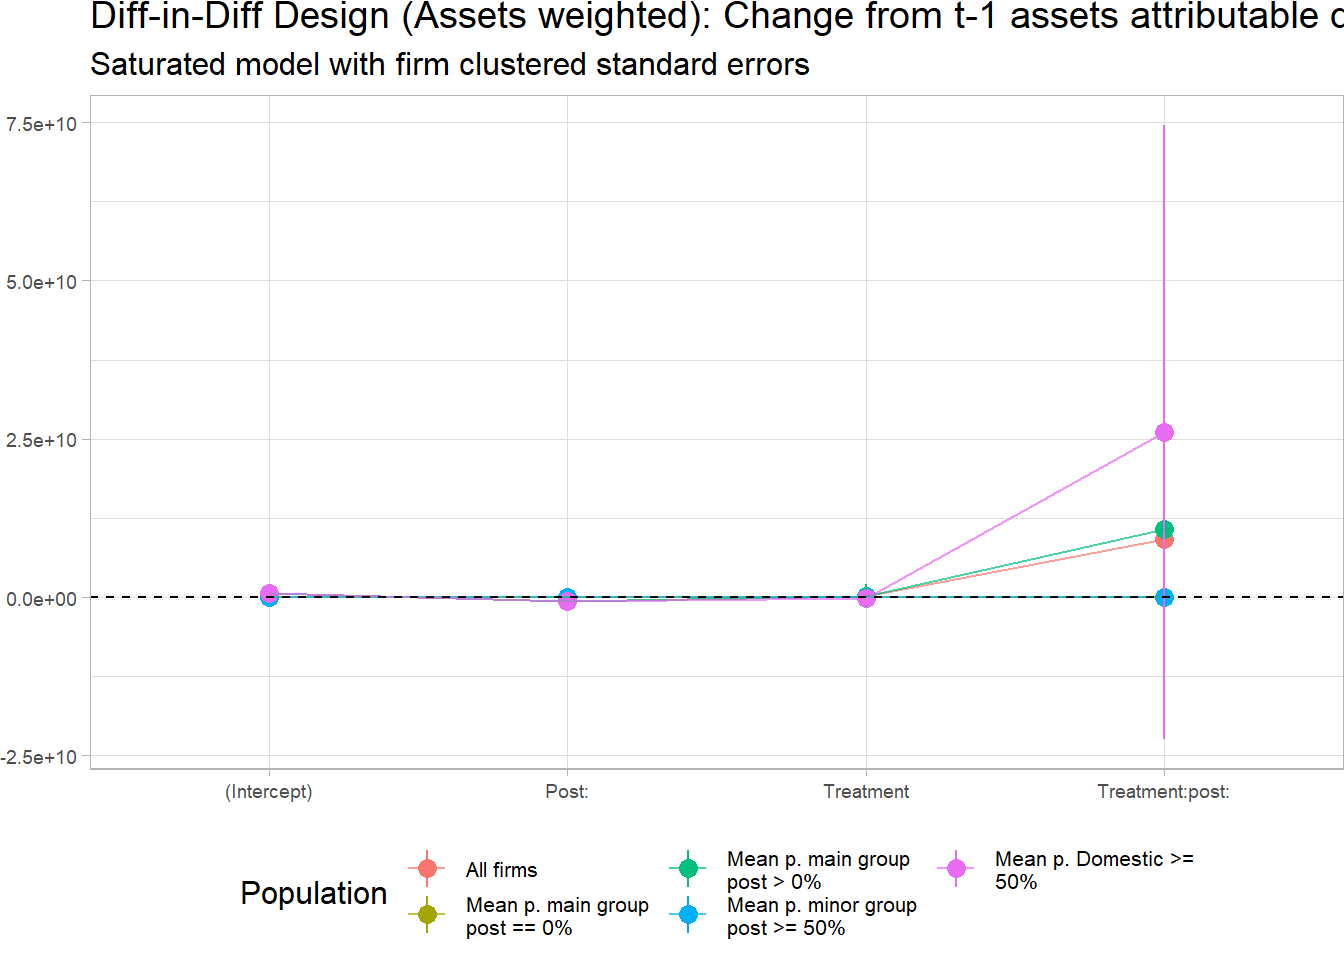 Diff-in-Diff Design (Assets weighted): Change from t-1 assets attributable
Saturated model with firm clustered standard errors
7.5e+10
5.0e+10
2.5e+10
0.0e+00
-2.5e+10
(Intercept)
Post:
Treatment
Treatment:post:
Population
All firms
Mean p. main group
post == 0%
Mean p. main group
post > 0%
Mean p. minor group
post >= 50%
Mean p. Domestic >=
50%